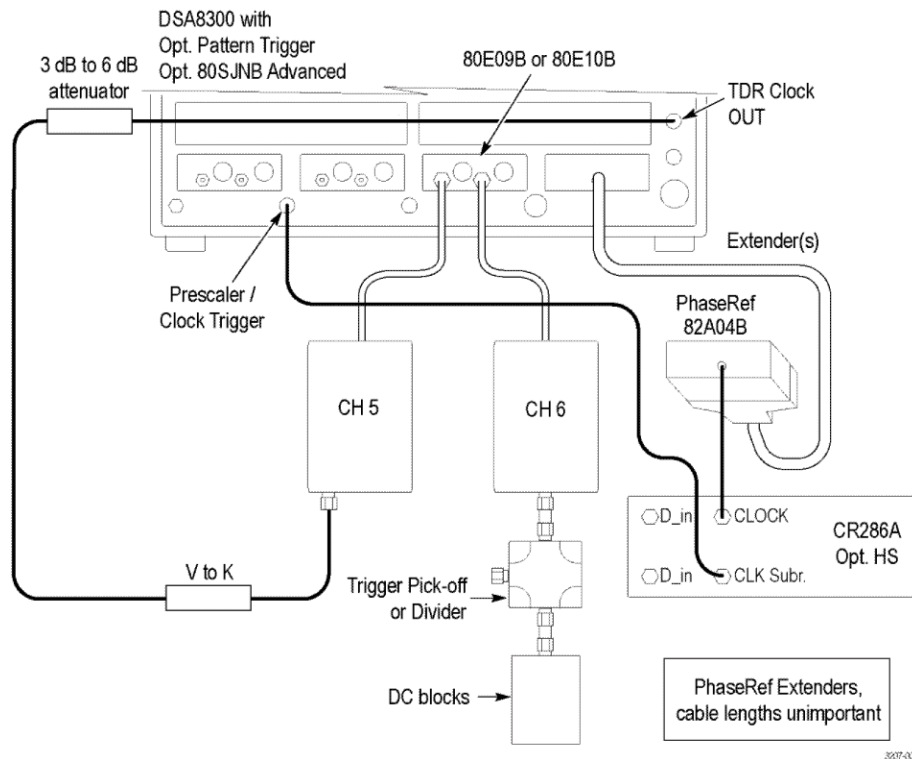 DSA8300 with
Opt. Pattern Trigger
Opt. 80SJNB Advanced
3 dB to 6 dB
attenuator
80E09B or 80E10B
TDR Clock
OUT
Prescaler /
Clock Trigger
Extender(s)
PhaseRef
82A04B
CH 5
CH 6
D_in
CLOCK
CR286A
Opt. HS
D_in
CLK Subr.
V to K
Trigger Pick-off
or Divider
DC blocks
PhaseRef Extenders,
cable lengths unimportant